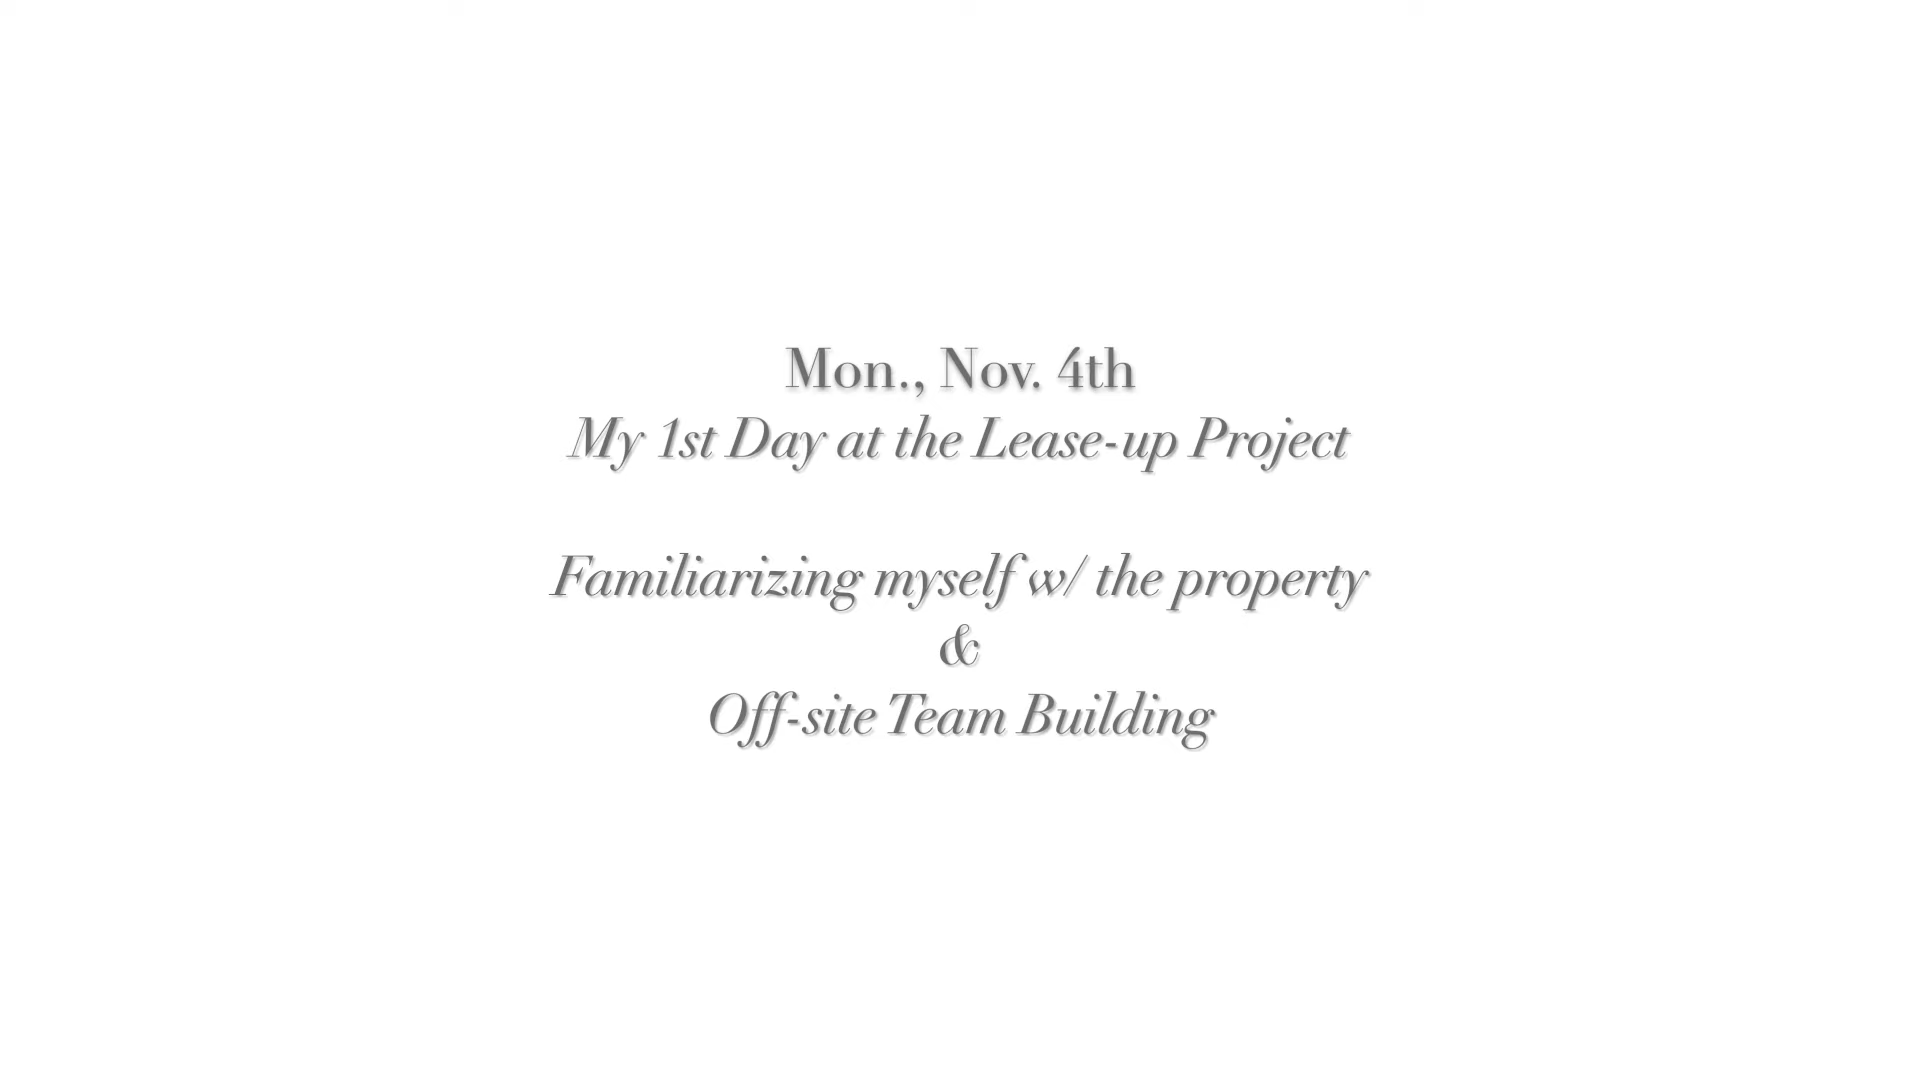 Mon., Nov. 4th
My 1st Day at the Lease-up Project
Familiarizing myself w/ the property
&
Off-site Team Building